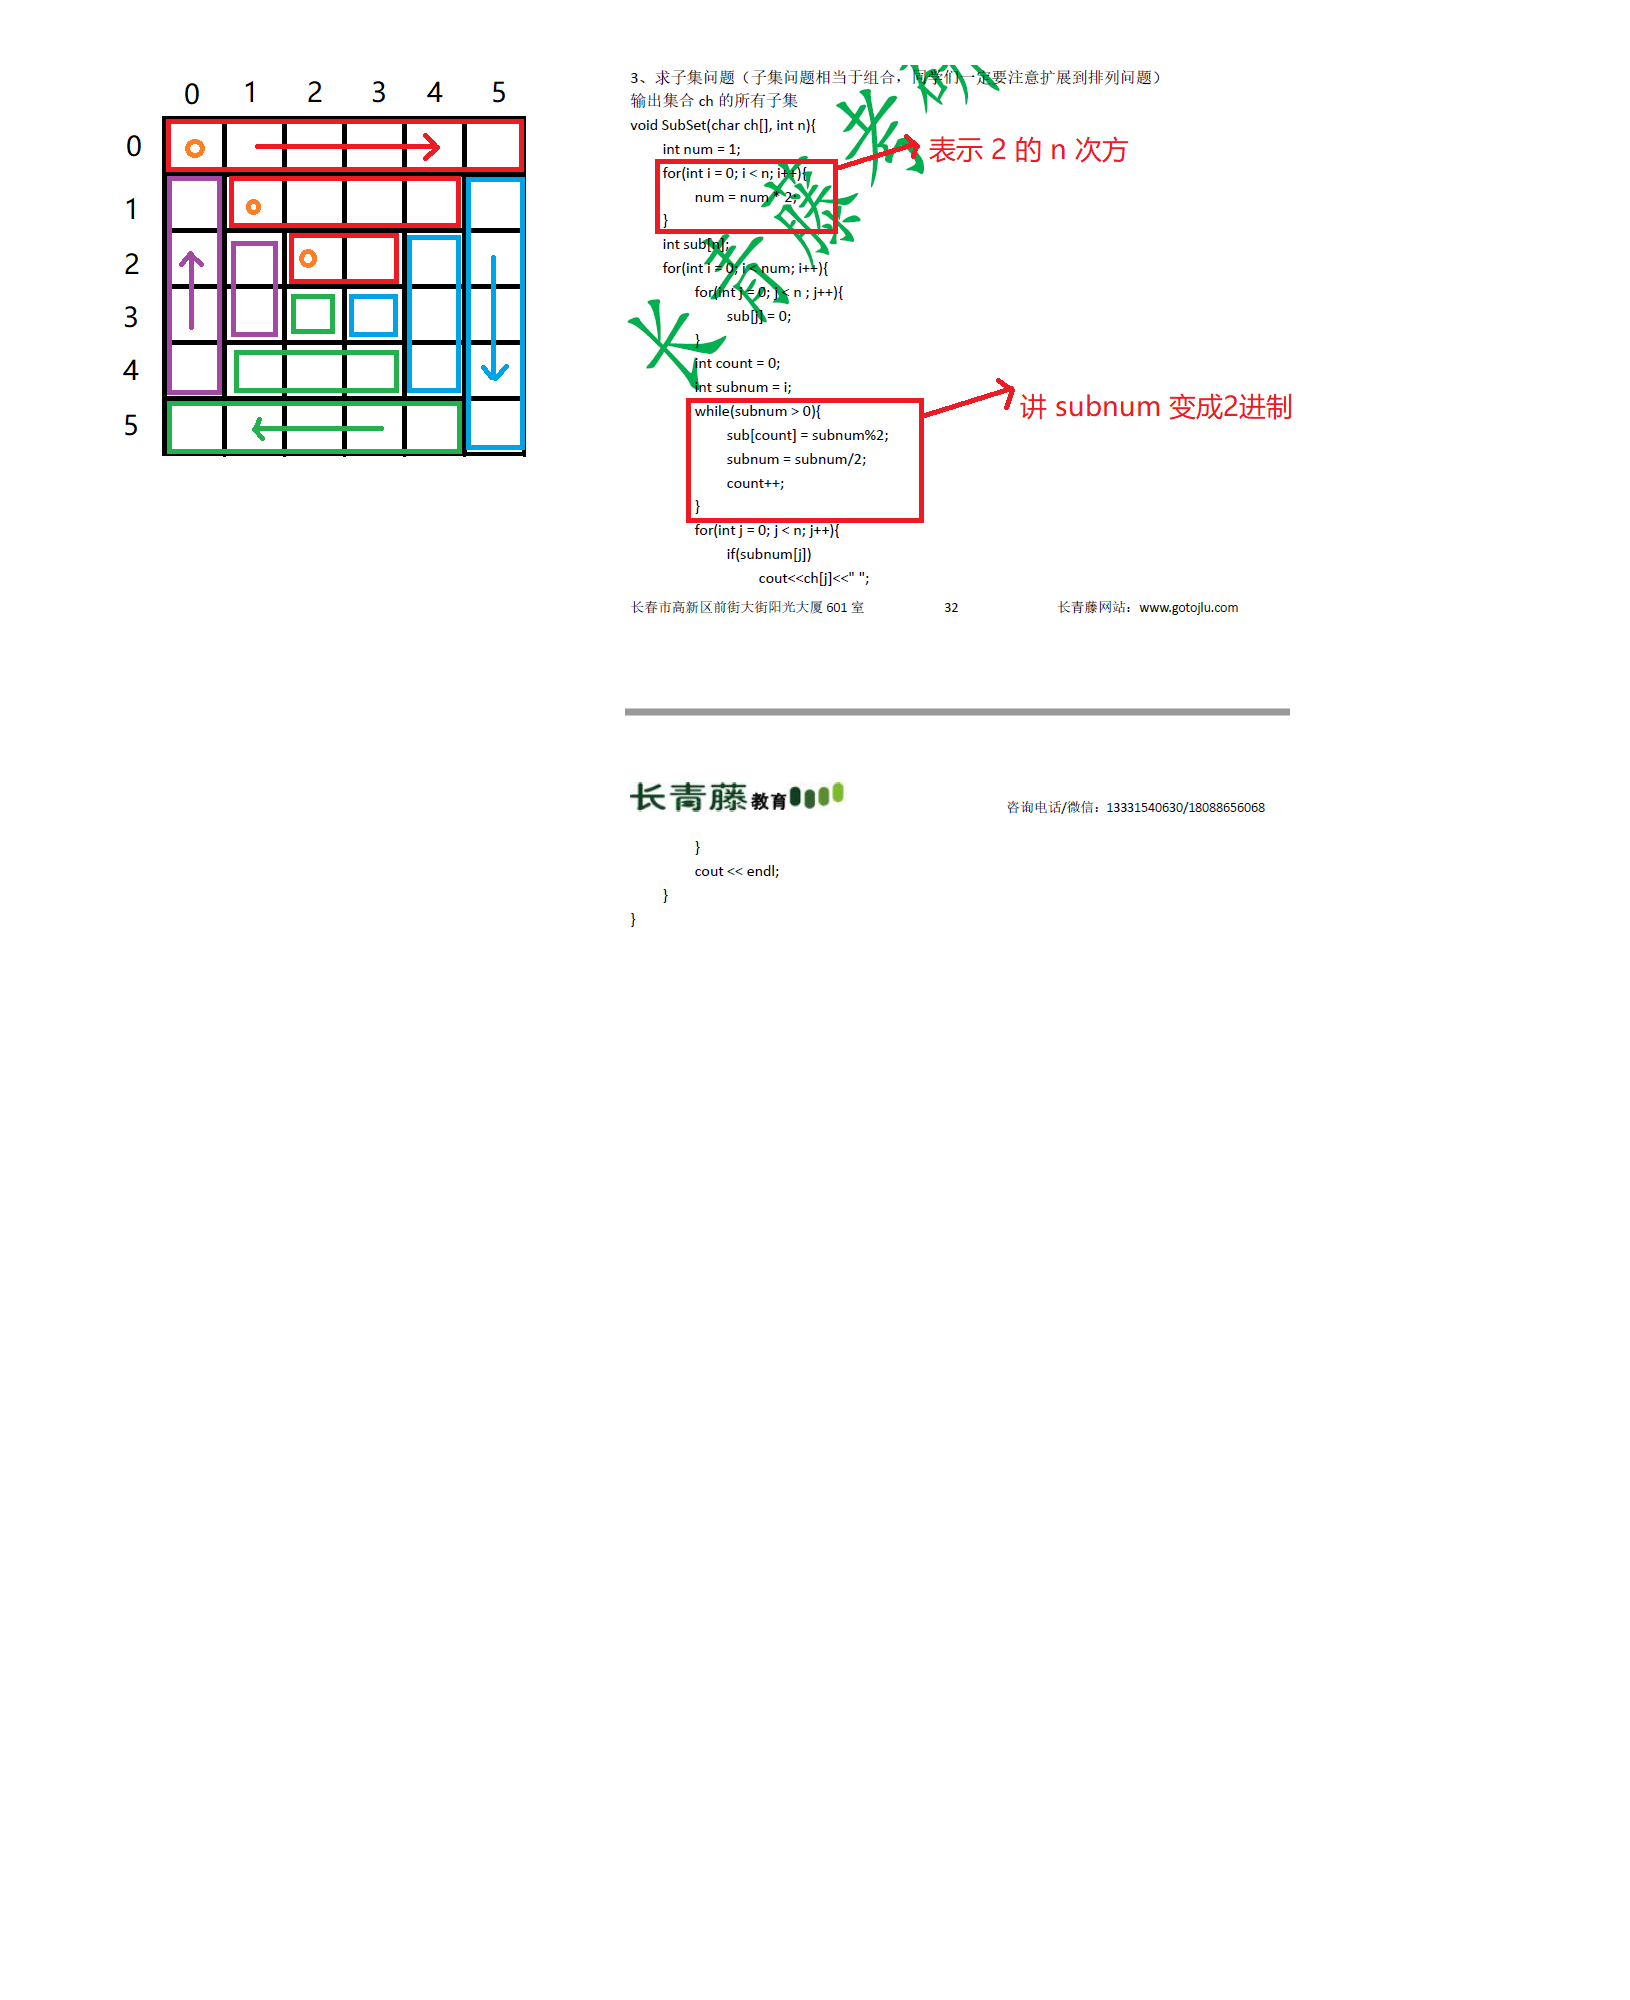 0 1 2 3 4 5
0
1
2
3
4
5
3、求子集问题（子集问题相当于组合，同学们一定要注意扩展到排列问题）
输出集合 ch 的所有子集
void SubSet(char ch[], int n){
int num = 1;
for(int i = 0; i < n; i++){
num = num * 2;
}
表示 2 的 n 次方
int sub[n];
for(int i = 0; i < num; i++){
for(int j = 0; j < n ; j++){
sub[j] = 0;
}
int count = 0;
int subnum = i;
while(subnum > 0){
sub[count] = subnum%2;
subnum = subnum/2;
count++;
}
讲 subnum 变成2进制
for(int j = 0; j < n; j++){
if(subnum[j])
cout<<ch[j]<<" ";
长青藤考研
长春市高新区前街大街阳光大厦 601 室 32 长青藤网站：www.gotojlu.com
长青藤教育
咨询电话/微信：13331540630/18088656068
}
cout << endl;
}
}